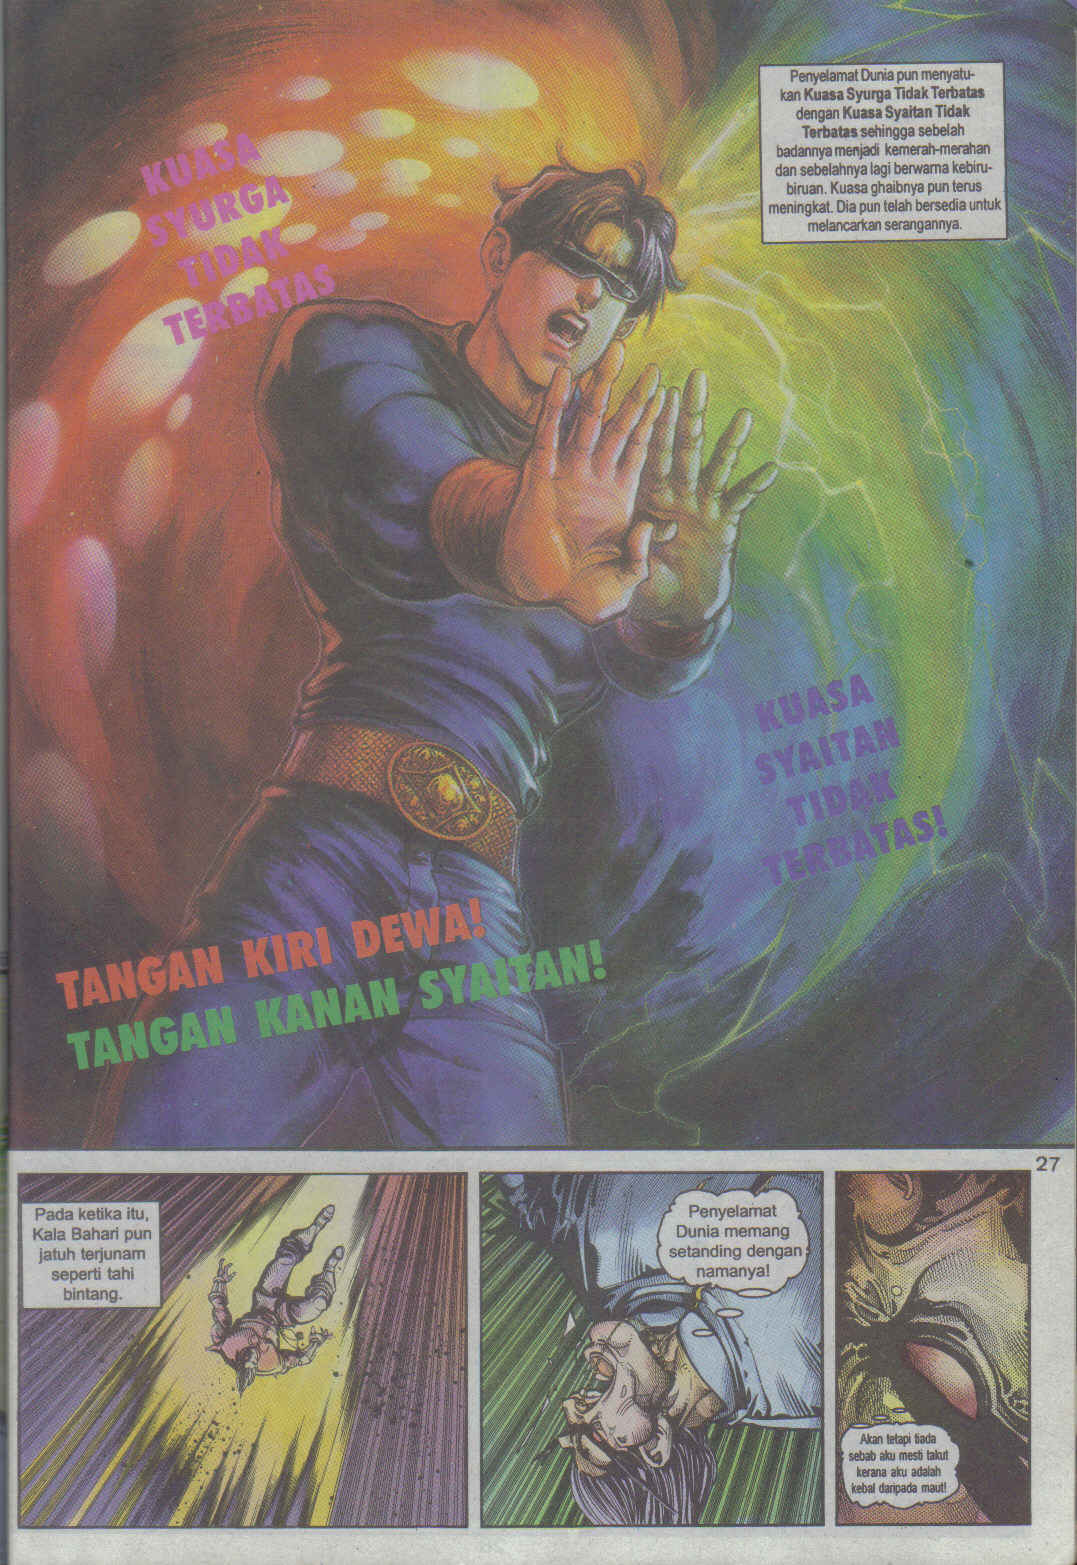 Penyelamat Dunia pun menyatu-
kan Kuasa Syurga Tidak Terbatas
dengan Kuasa Syaitan Tidak
Terbatas sehingga sebelah
badannya menjadi kemerah-merahan
dan sebelahnya lagi berwarna kebiru-
biruan. Kuasa ghaibnya pun terus
meningkat. Dia pun telah bersedia untuk
melancarkan serangannya.
KUASA
SYURGA
TIDAK
TERBATAS
KUASA
SYAITAN
TIDAK
TERBATAS!
TANGAN KIRI DEWA!
TANGAN KANAN SYAITAN!
27
Pada ketika itu,
Kala Bahari pun
jatuh terjunam
seperti tahi
bintang.
Penyelamat
Dunia memang
setanding dengan
namanya!
Akan tetapi tiada
sebab aku mesti takut
kerana aku adalah
kebal daripada maut!